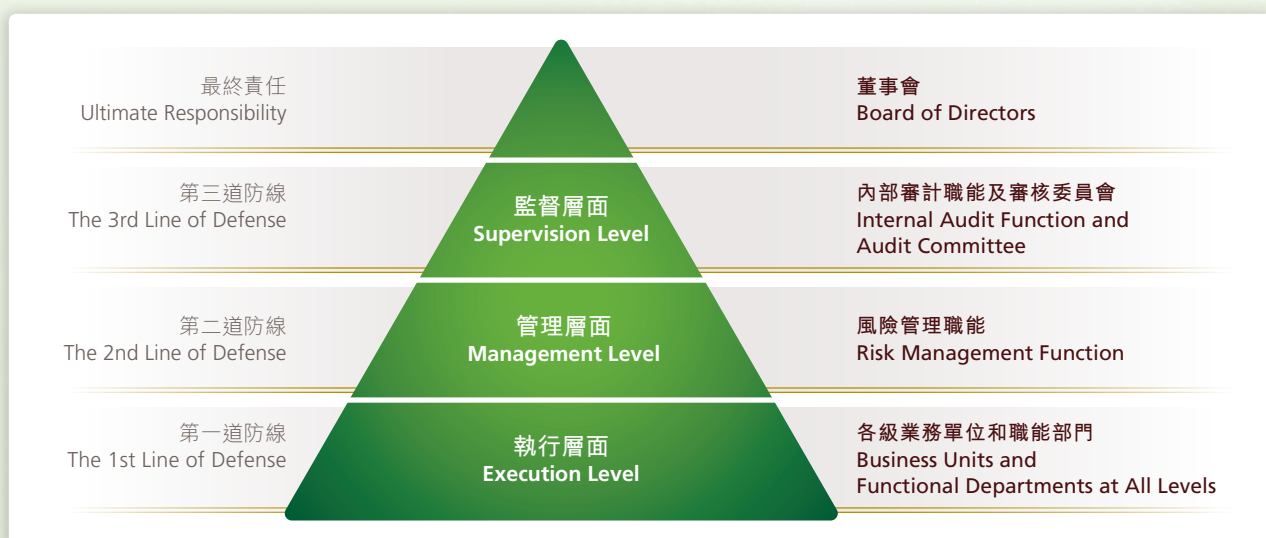 最終責任
Ultimate Responsibility
董事會
Board of Directors
第三道防線
The 3rd Line of Defense
監督層面
Supervision Level
內部審計職能及審核委員會
Internal Audit Function and
Audit Committee
第二道防線
The 2nd Line of Defense
管理層面
Management Level
風險管理職能
Risk Management Function
第一道防線
The 1st Line of Defense
執行層面
Execution Level
各級業務單位和職能部門
Business Units and
Functional Departments at All Levels